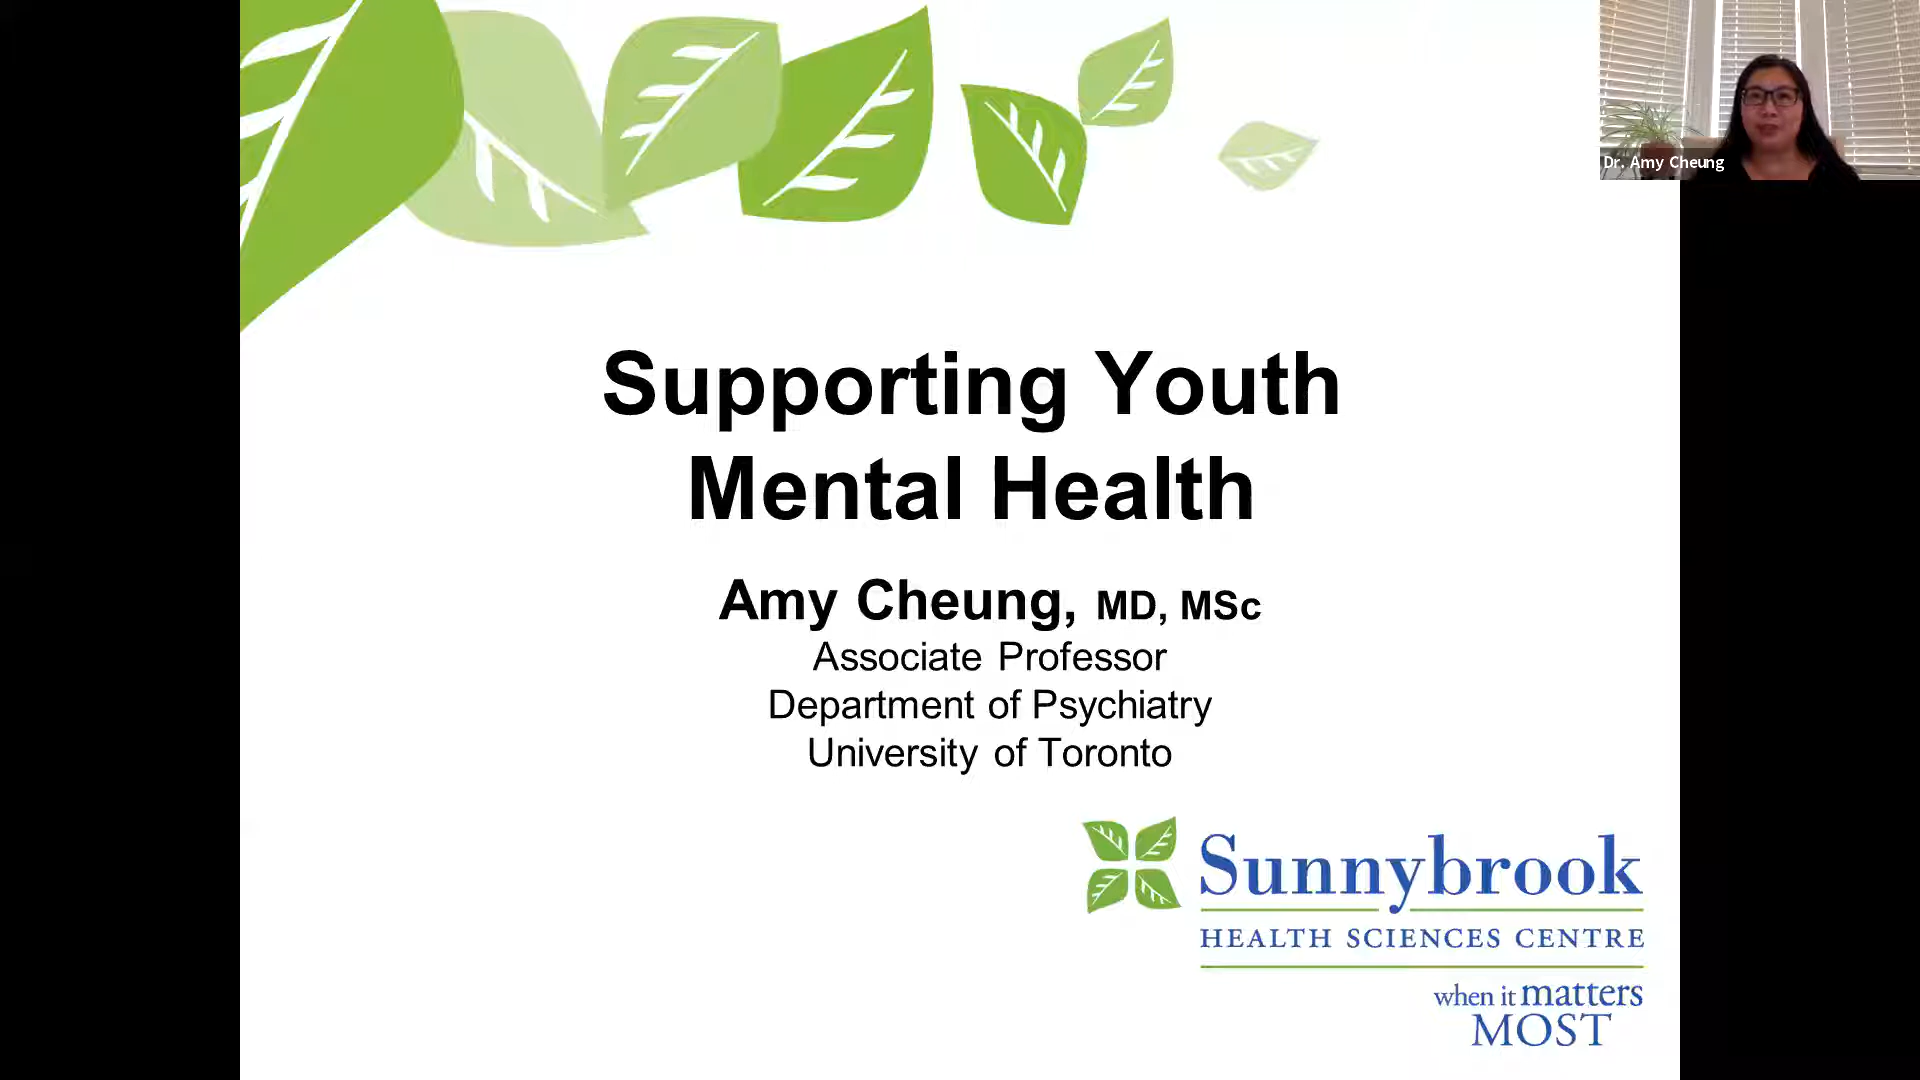 Dr. Amy Cheung
Supporting Youth
Mental Health
Amy Cheung, MD, MSc
Associate Professor
Department of Psychiatry
University of Toronto
Sunnybrook
HEALTH SCIENCES CENTRE
when it matters
MOST